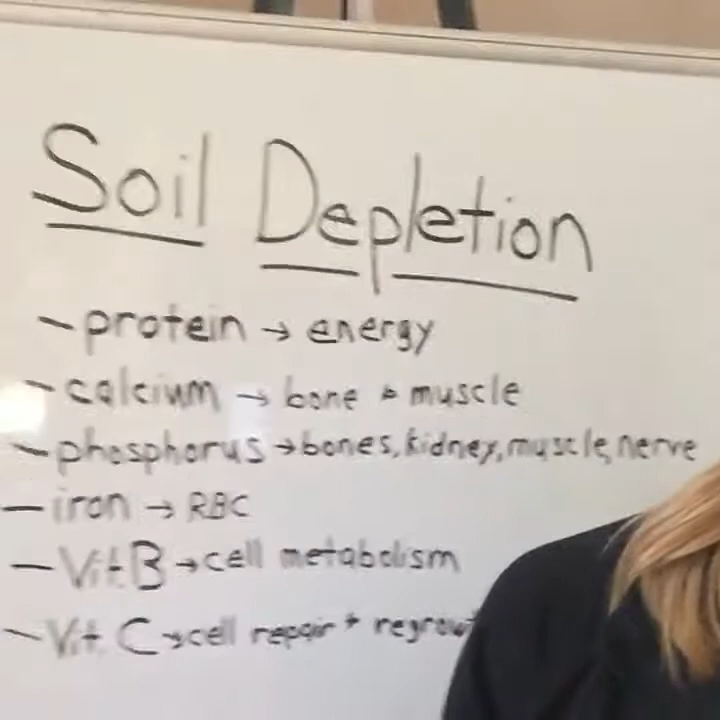 Soil Depletion
- protein → energy
- calcium → bone + muscle
- phosphorus → bones, kidney, muscle, nerve
- iron → RBC
- Vit B → cell metabolism
- Vit C → cell repair +